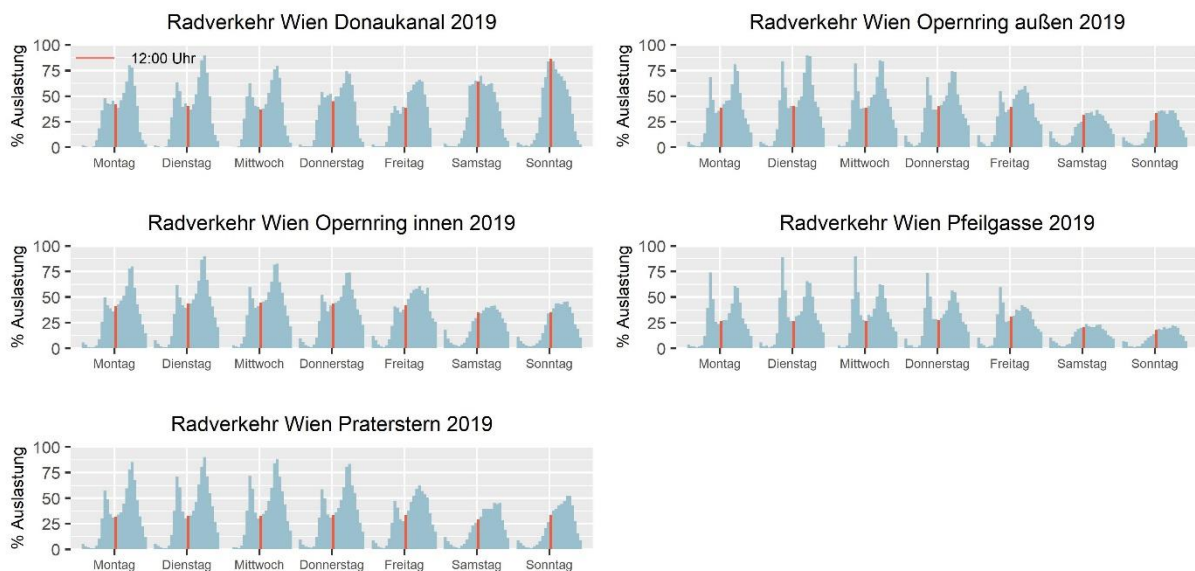 Radverkehr Wien Donaukanal 2019
100
75
50
25
0
% Auslastung
12:00 Uhr
Montag Dienstag Mittwoch Donnerstag Freitag Samstag Sonntag
Radverkehr Wien Opernring außen 2019
100
75
50
25
0
% Auslastung
Montag Dienstag Mittwoch Donnerstag Freitag Samstag Sonntag
Radverkehr Wien Opernring innen 2019
100
75
50
25
0
% Auslastung
Montag Dienstag Mittwoch Donnerstag Freitag Samstag Sonntag
Radverkehr Wien Pfeilgasse 2019
100
75
50
25
0
% Auslastung
Montag Dienstag Mittwoch Donnerstag Freitag Samstag Sonntag
Radverkehr Wien Praterstern 2019
100
75
50
25
0
% Auslastung
Montag Dienstag Mittwoch Donnerstag Freitag Samstag Sonntag